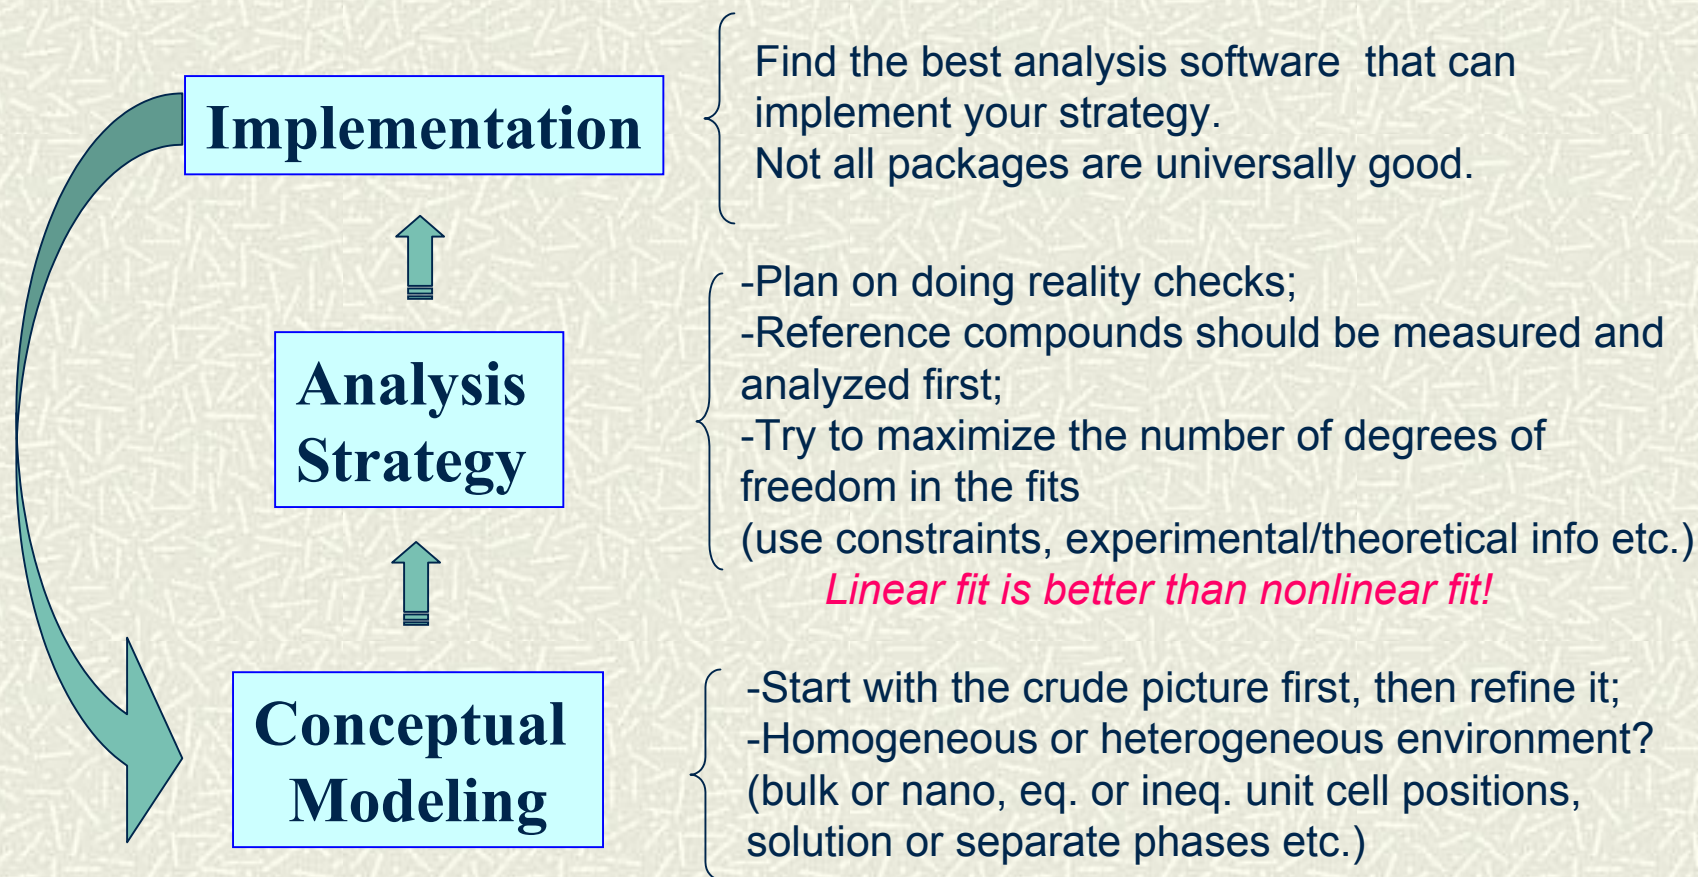 Implementation
Find the best analysis software that can
implement your strategy.
Not all packages are universally good.
Analysis
Strategy
-Plan on doing reality checks;
-Reference compounds should be measured and
analyzed first;
-Try to maximize the number of degrees of
freedom in the fits
(use constraints, experimental/theoretical info etc.)
Linear fit is better than nonlinear fit!
Conceptual
Modeling
-Start with the crude picture first, then refine it;
-Homogeneous or heterogeneous environment?
(bulk or nano, eq. or ineq. unit cell positions,
solution or separate phases etc.)